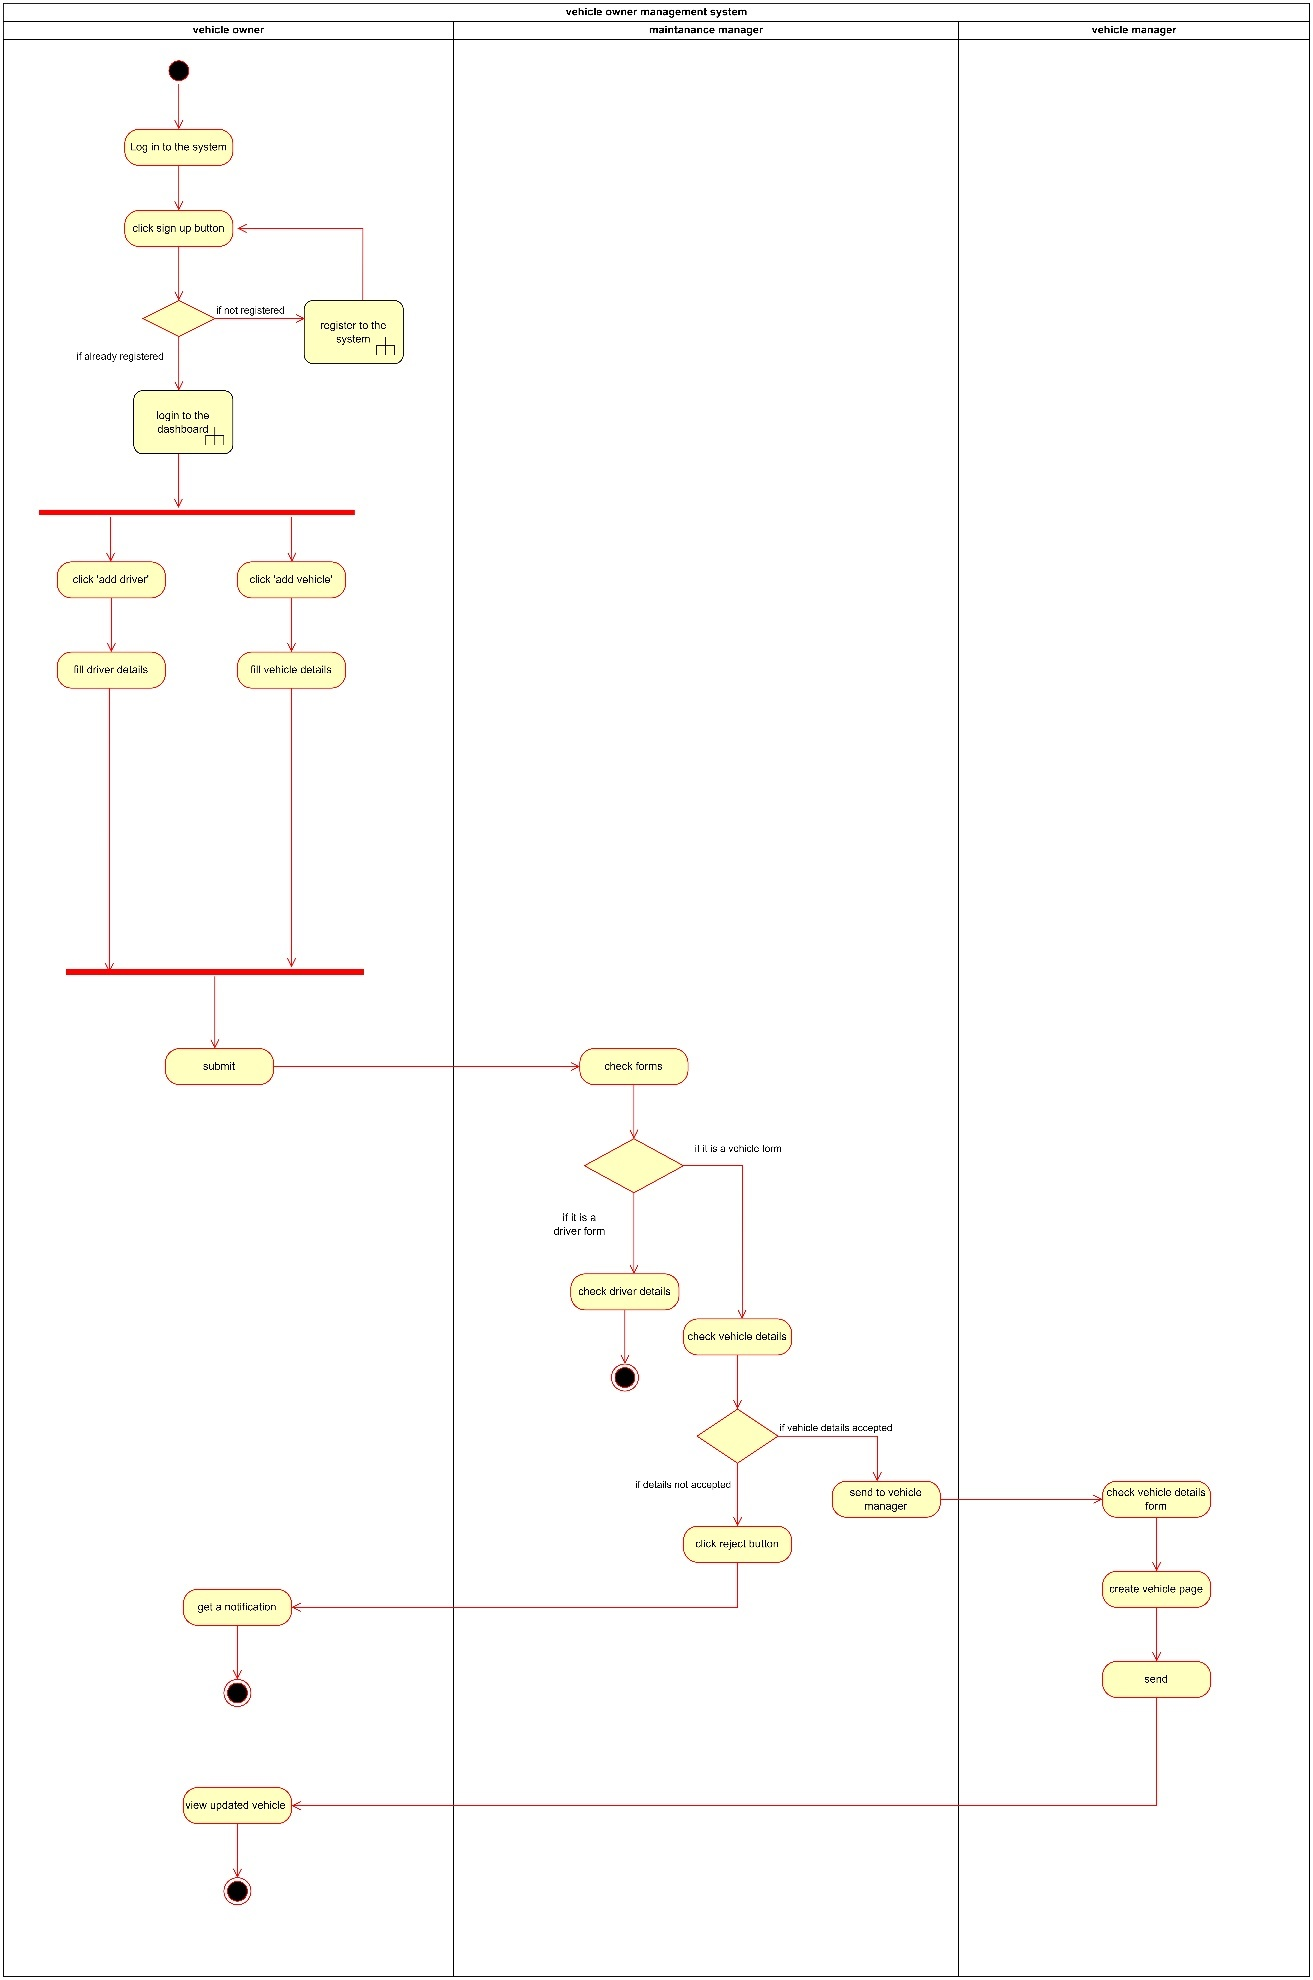 vehicle owner management system
vehicle owner
maintanance manager
vehicle manager
Log in to the system
click sign up button
if not registered
register to the
system
if already registered
login to the
dashboard
click 'add driver'
click 'add vehicle'
fill driver details
fill vehicle details
submit
check forms
if it is a vehicle form
if it is a
driver form
check driver details
check vehicle details
if vehicle details accepted
if details not accepted
send to vehicle
manager
check vehicle details
form
click reject button
create vehicle page
get a notification
send
view updated vehicle